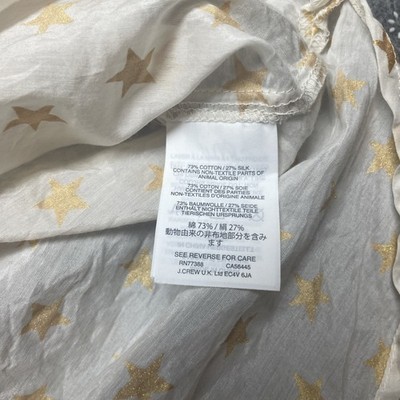 73% COTTON / 27% SILK
CONTAINS NON-TEXTILE PARTS OF
ANIMAL ORIGIN
73% COTON / 27% SOIE
CONTIENT DES PARTIES
NON-TEXTILES D'ORIGINE ANIMALE
73% BAUMWOLLE / 27% SEIDE
ENTHÄLT NICHTTEXTILE TEILE
TIERISCHEN URSPRUNGS
綿 73% / 絹 27%
動物由来の非布地部分を含み
ます
SEE REVERSE FOR CARE
RN77388 CA56445
J.CREW U.K. Ltd EC4V 6JA